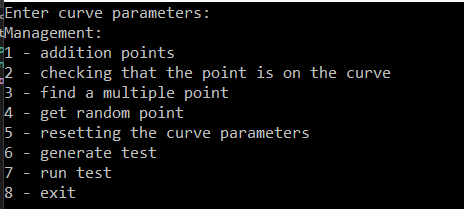 Enter curve parameters:
Management:
1 - addition points
2 - checking that the point is on the curve
3 - find a multiple point
4 - get random point
5 - resetting the curve parameters
6 - generate test
7 - run test
8 - exit